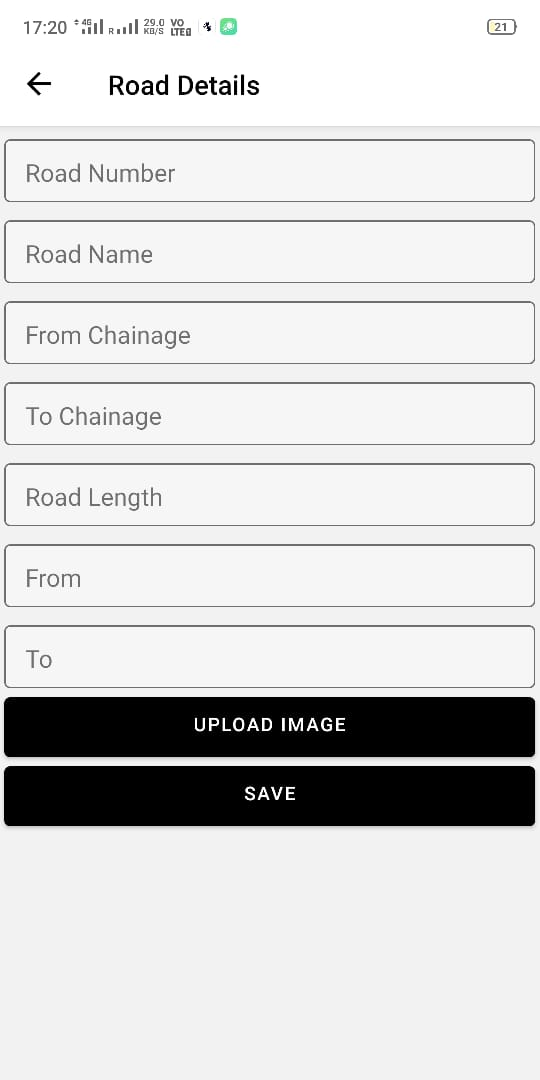 17:20 4G R 29.0 KB/S VO LTE 21
Road Details
Road Number
Road Name
From Chainage
To Chainage
Road Length
From
To
UPLOAD IMAGE
SAVE